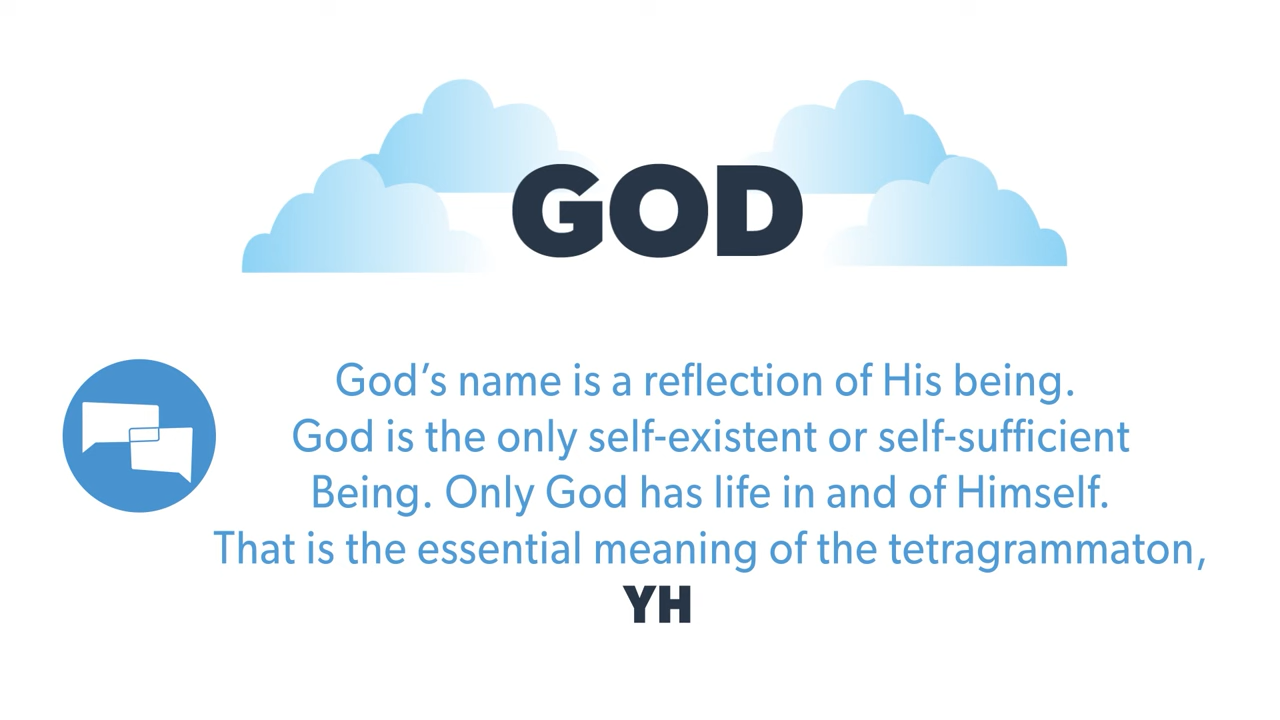 GOD
God’s name is a reflection of His being.
God is the only self-existent or self-sufficient
Being. Only God has life in and of Himself.
That is the essential meaning of the tetragrammaton,
YH